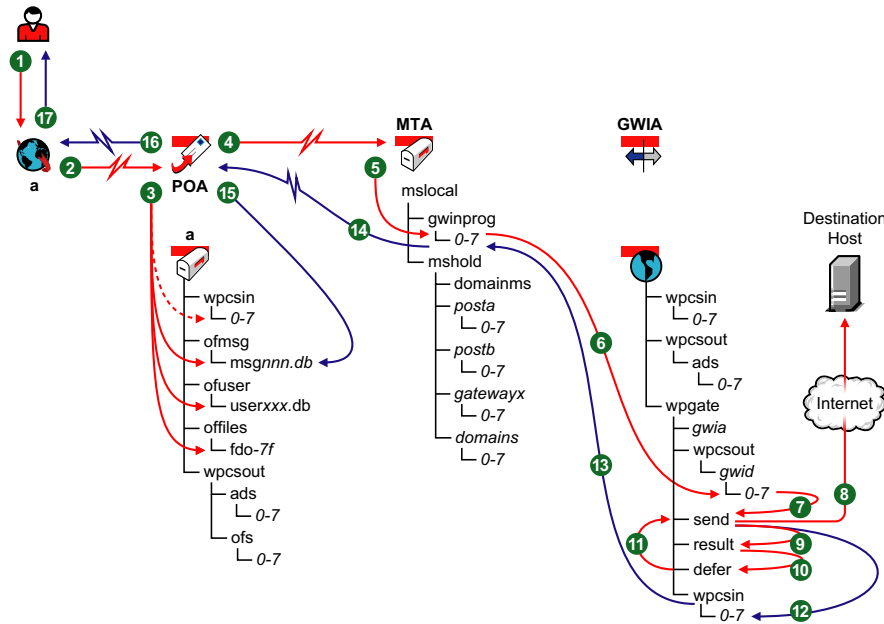 1
17
a
2
16
POA
4
3
15
MTA
5
14
GWIA
Destination
Host
Internet
a
wpcsin
0-7
ofmsg
msgnnn.db
ofuser
userxxx.db
offiles
fdo-7f
wpcsout
ads
0-7
ofs
0-7
mslocal
gwinprog
0-7
mshold
domainms
posta
0-7
postb
0-7
gatewayx
0-7
domains
0-7
6
13
wpcsin
0-7
wpcsout
ads
0-7
wpgate
gwia
wpcsout
gwid
0-7
7
8
send
9
result
11
10
defer
wpcsin
0-7
12